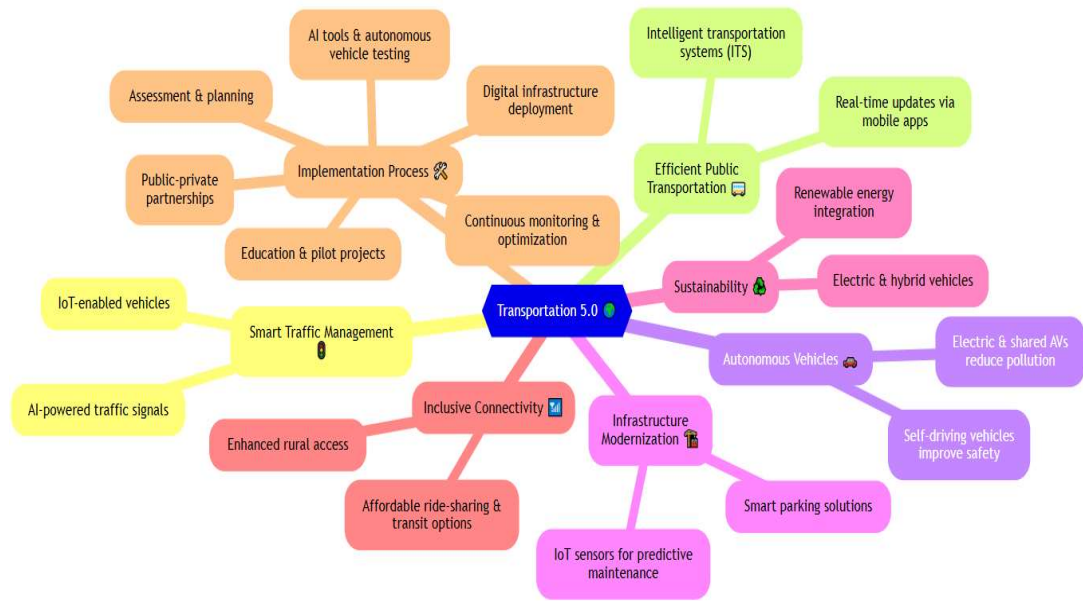 Transportation 5.0
Implementation Process
AI tools & autonomous
vehicle testing
Assessment & planning
Digital infrastructure
deployment
Public-private
partnerships
Education & pilot projects
Continuous monitoring &
optimization
Efficient Public
Transportation
Intelligent transportation
systems (ITS)
Real-time updates via
mobile apps
Sustainability
Renewable energy
integration
Electric & hybrid vehicles
Autonomous Vehicles
Electric & shared AVs
reduce pollution
Self-driving vehicles
improve safety
Infrastructure
Modernization
Smart parking solutions
IoT sensors for predictive
maintenance
Inclusive Connectivity
Enhanced rural access
Affordable ride-sharing &
transit options
Smart Traffic Management
IoT-enabled vehicles
AI-powered traffic signals